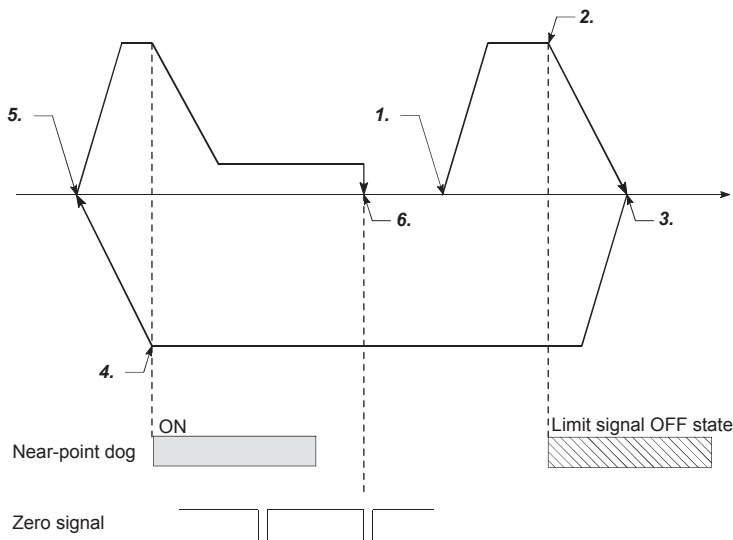 2.
5.
1.
6.
3.
4.
ON
Limit signal OFF state
Near-point dog
Zero signal